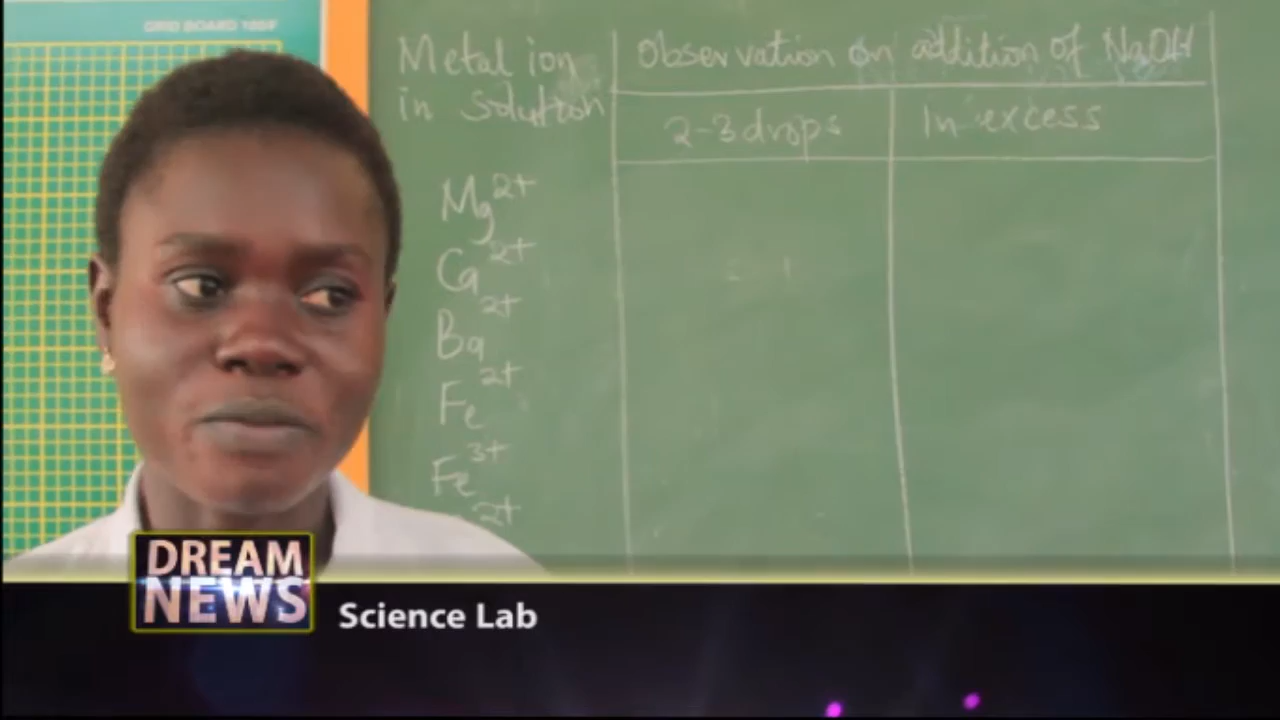 GRID BOARD
Metal ion
in solution
Observation on addition of NaOH
2-3 drops
In excess
Mg²⁺
Ca²⁺
Ba²⁺
Fe²⁺
Fe³⁺
2+
DREAM
NEWS
Science Lab